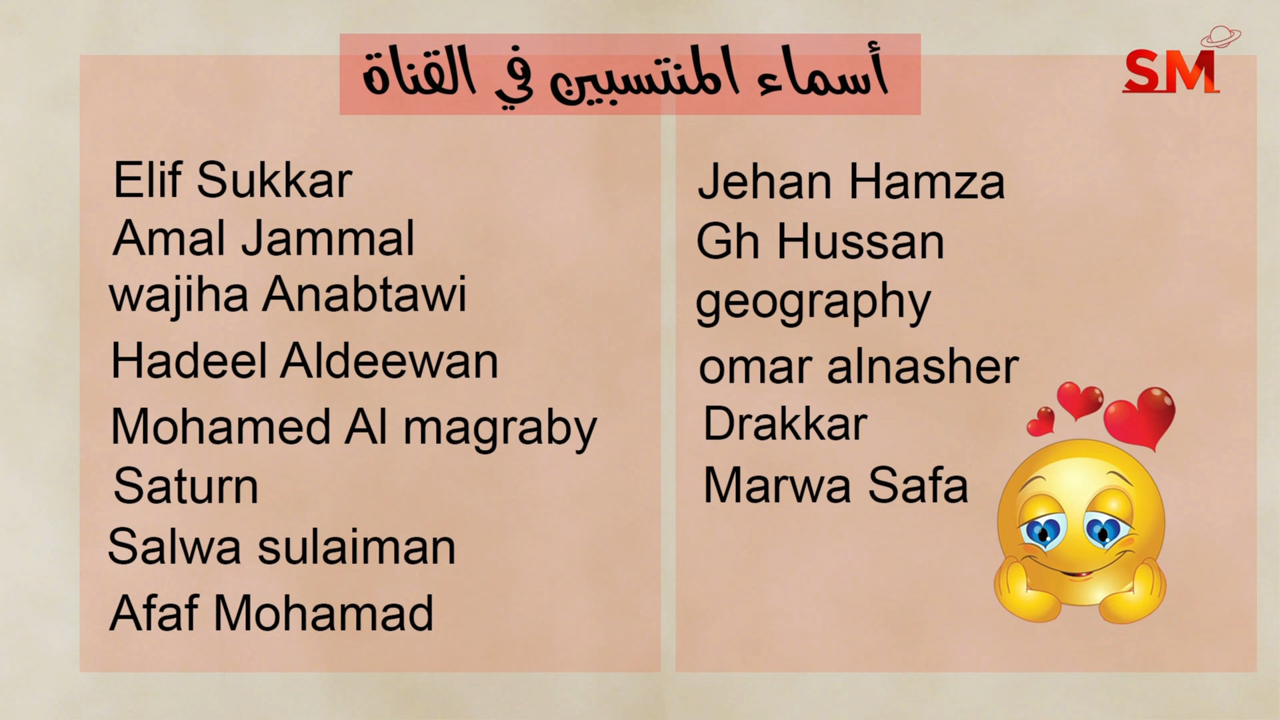 أسماء المنتسبين في القناة
SM
Elif Sukkar
Amal Jammal
wajiha Anabtawi
Hadeel Aldeewan
Mohamed Al magraby
Saturn
Salwa sulaiman
Afaf Mohamad
Jehan Hamza
Gh Hussan
geography
omar alnasher
Drakkar
Marwa Safa